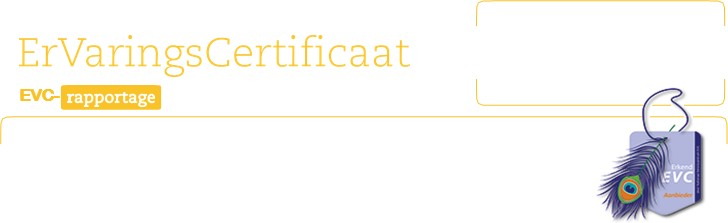 ErVaringsCertificaat
EVC-rapportage
Erkend
EVC
Aanbieder